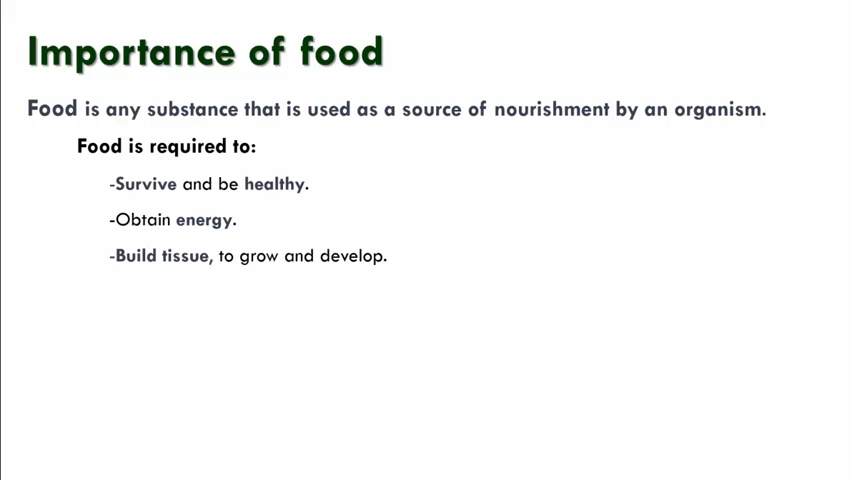 Importance of food
Food is any substance that is used as a source of nourishment by an organism.
Food is required to:
-Survive and be healthy.
-Obtain energy.
-Build tissue, to grow and develop.